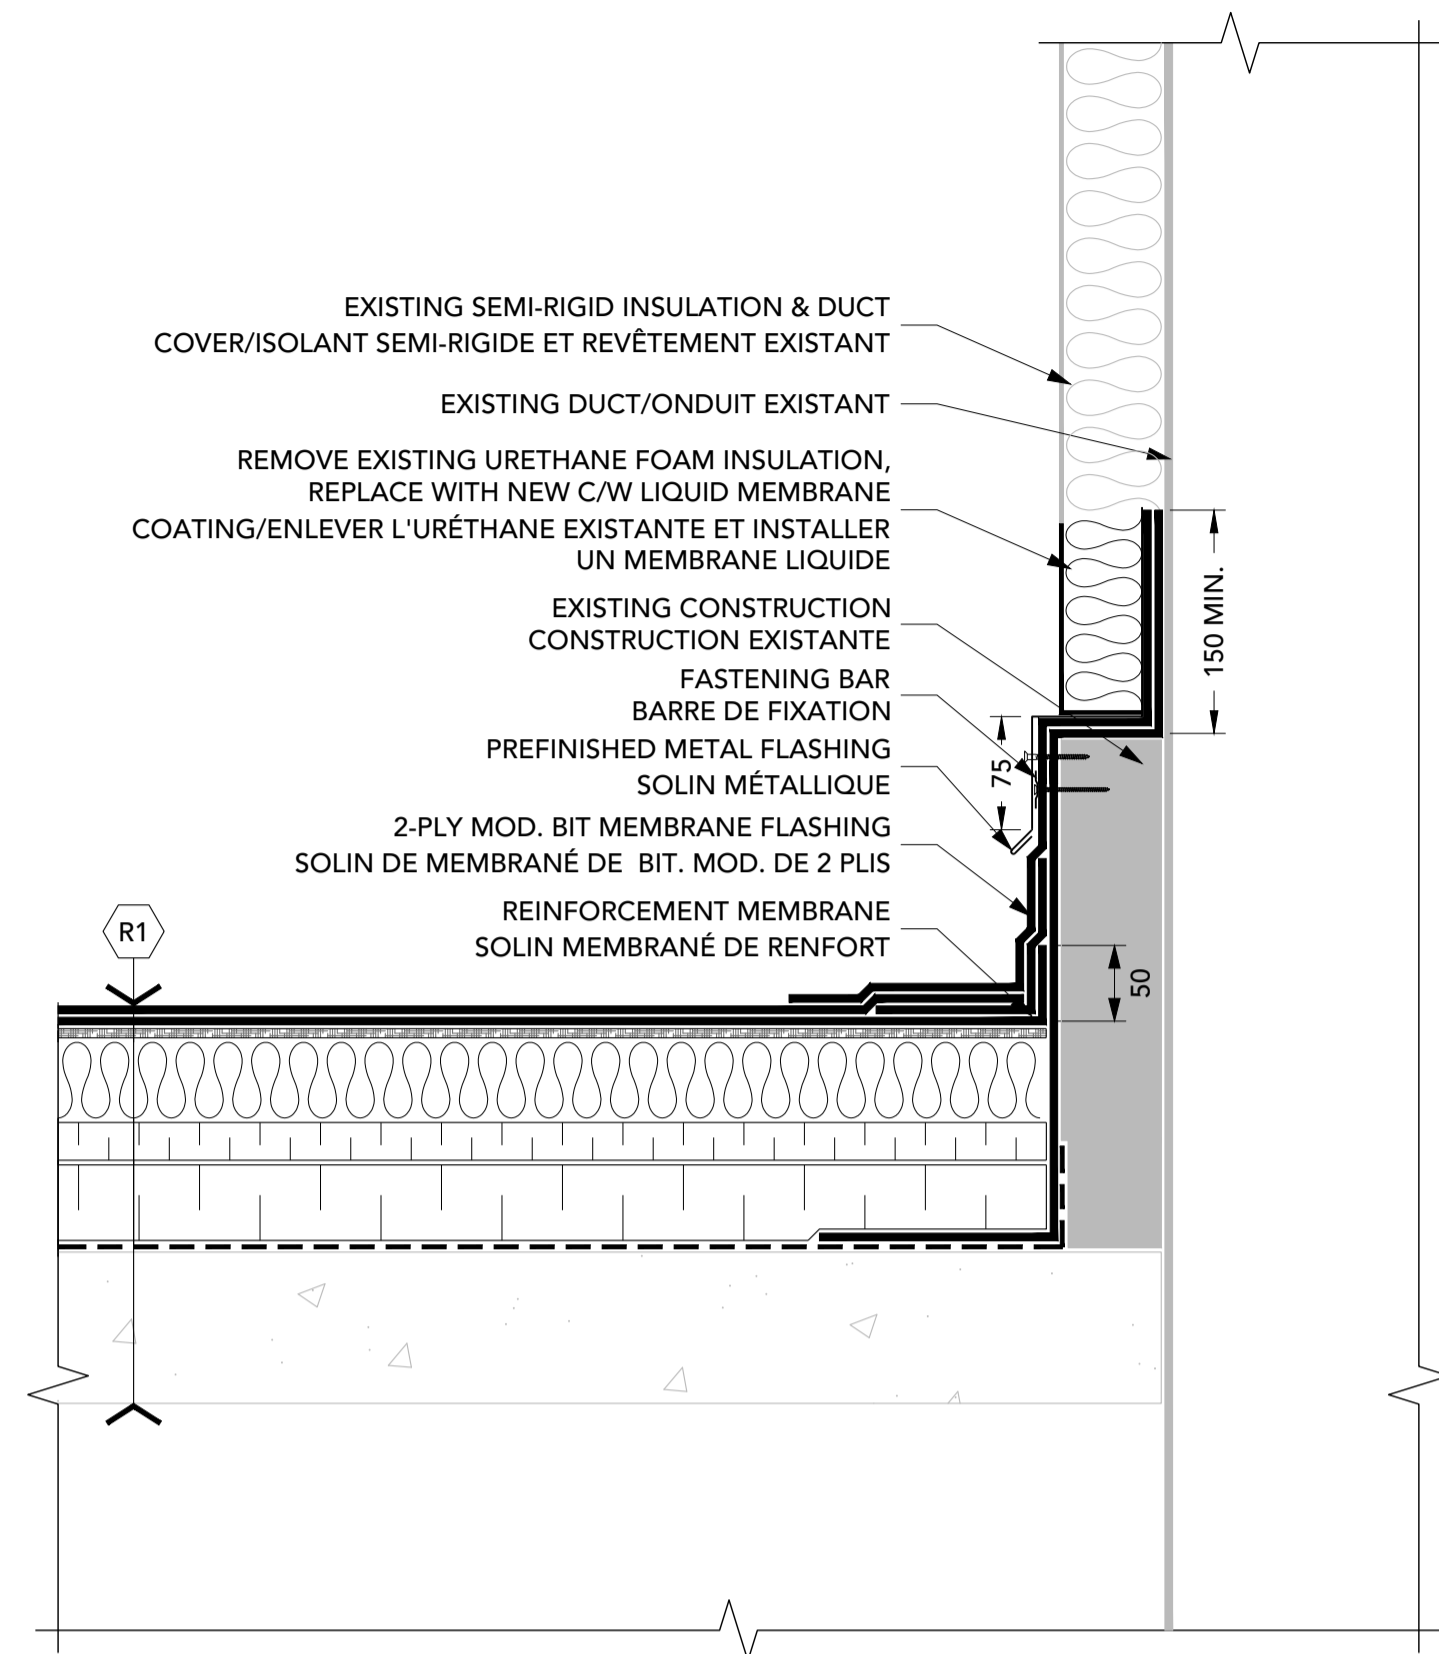 EXISTING SEMI-RIGID INSULATION & DUCT
COVER/ISOLANT SEMI-RIGIDE ET REVÊTEMENT EXISTANT
EXISTING DUCT/ONDUIT EXISTANT
REMOVE EXISTING URETHANE FOAM INSULATION,
REPLACE WITH NEW C/W LIQUID MEMBRANE
COATING/ENLEVER L'URÉTHANE EXISTANTE ET INSTALLER
UN MEMBRANE LIQUIDE
EXISTING CONSTRUCTION
CONSTRUCTION EXISTANTE
FASTENING BAR
BARRE DE FIXATION
PREFINISHED METAL FLASHING
SOLIN MÉTALLIQUE
2-PLY MOD. BIT MEMBRANE FLASHING
SOLIN DE MEMBRANÉ DE BIT. MOD. DE 2 PLIS
REINFORCEMENT MEMBRANE
SOLIN MEMBRANÉ DE RENFORT
R1
150 MIN.
75
50